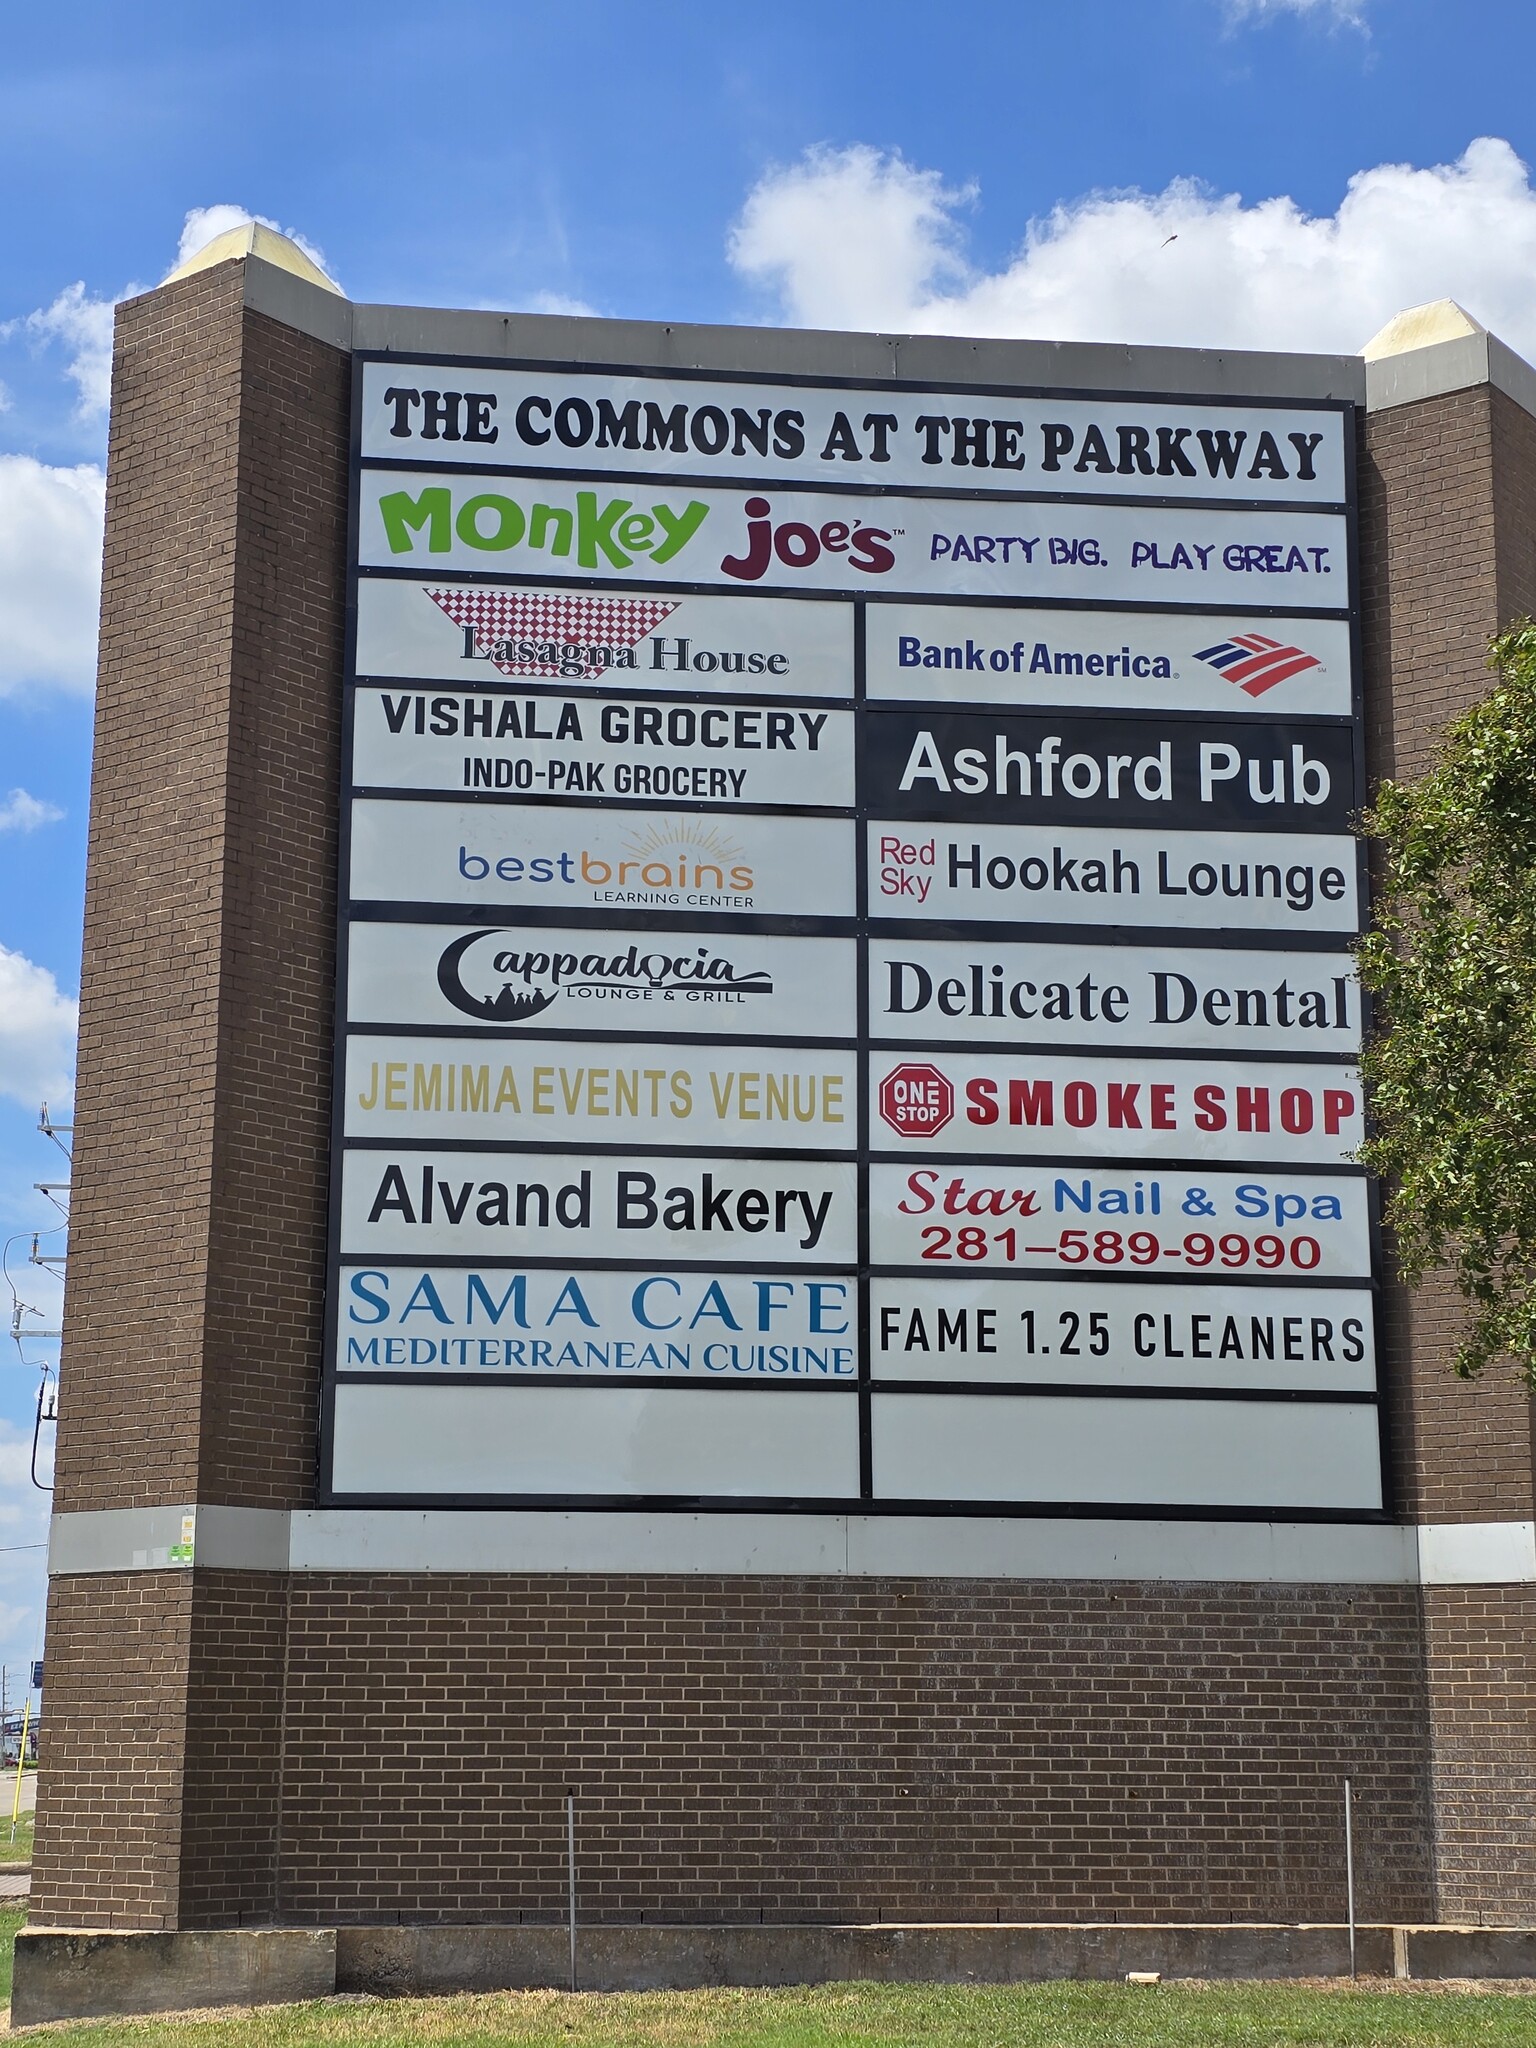 THE COMMONS AT THE PARKWAY
MONKEY JOE'S™ PARTY BIG. PLAY GREAT.
Lasagna House
Bank of America® SM
VISHALA GROCERY
INDO-PAK GROCERY
Ashford Pub
bestbrains
LEARNING CENTER
Red Sky Hookah Lounge
Cappadocia
LOUNGE & GRILL
Delicate Dental
JEMIMA EVENTS VENUE
ONE STOP SMOKE SHOP
Alvand Bakery
Star Nail & Spa
281-589-9990
SAMA CAFE
MEDITERRANEAN CUISINE
FAME 1.25 CLEANERS